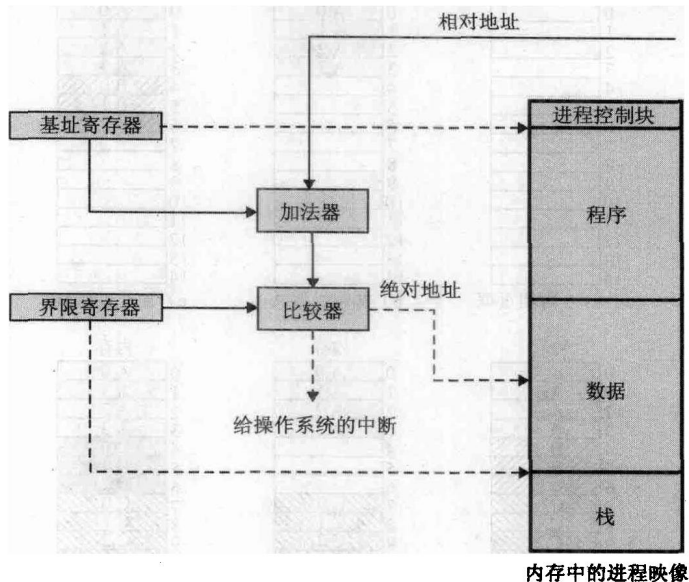 相对地址
进程控制块
基址寄存器
加法器
程序
绝对地址
界限寄存器
比较器
数据
给操作系统的中断
栈
内存中的进程映像